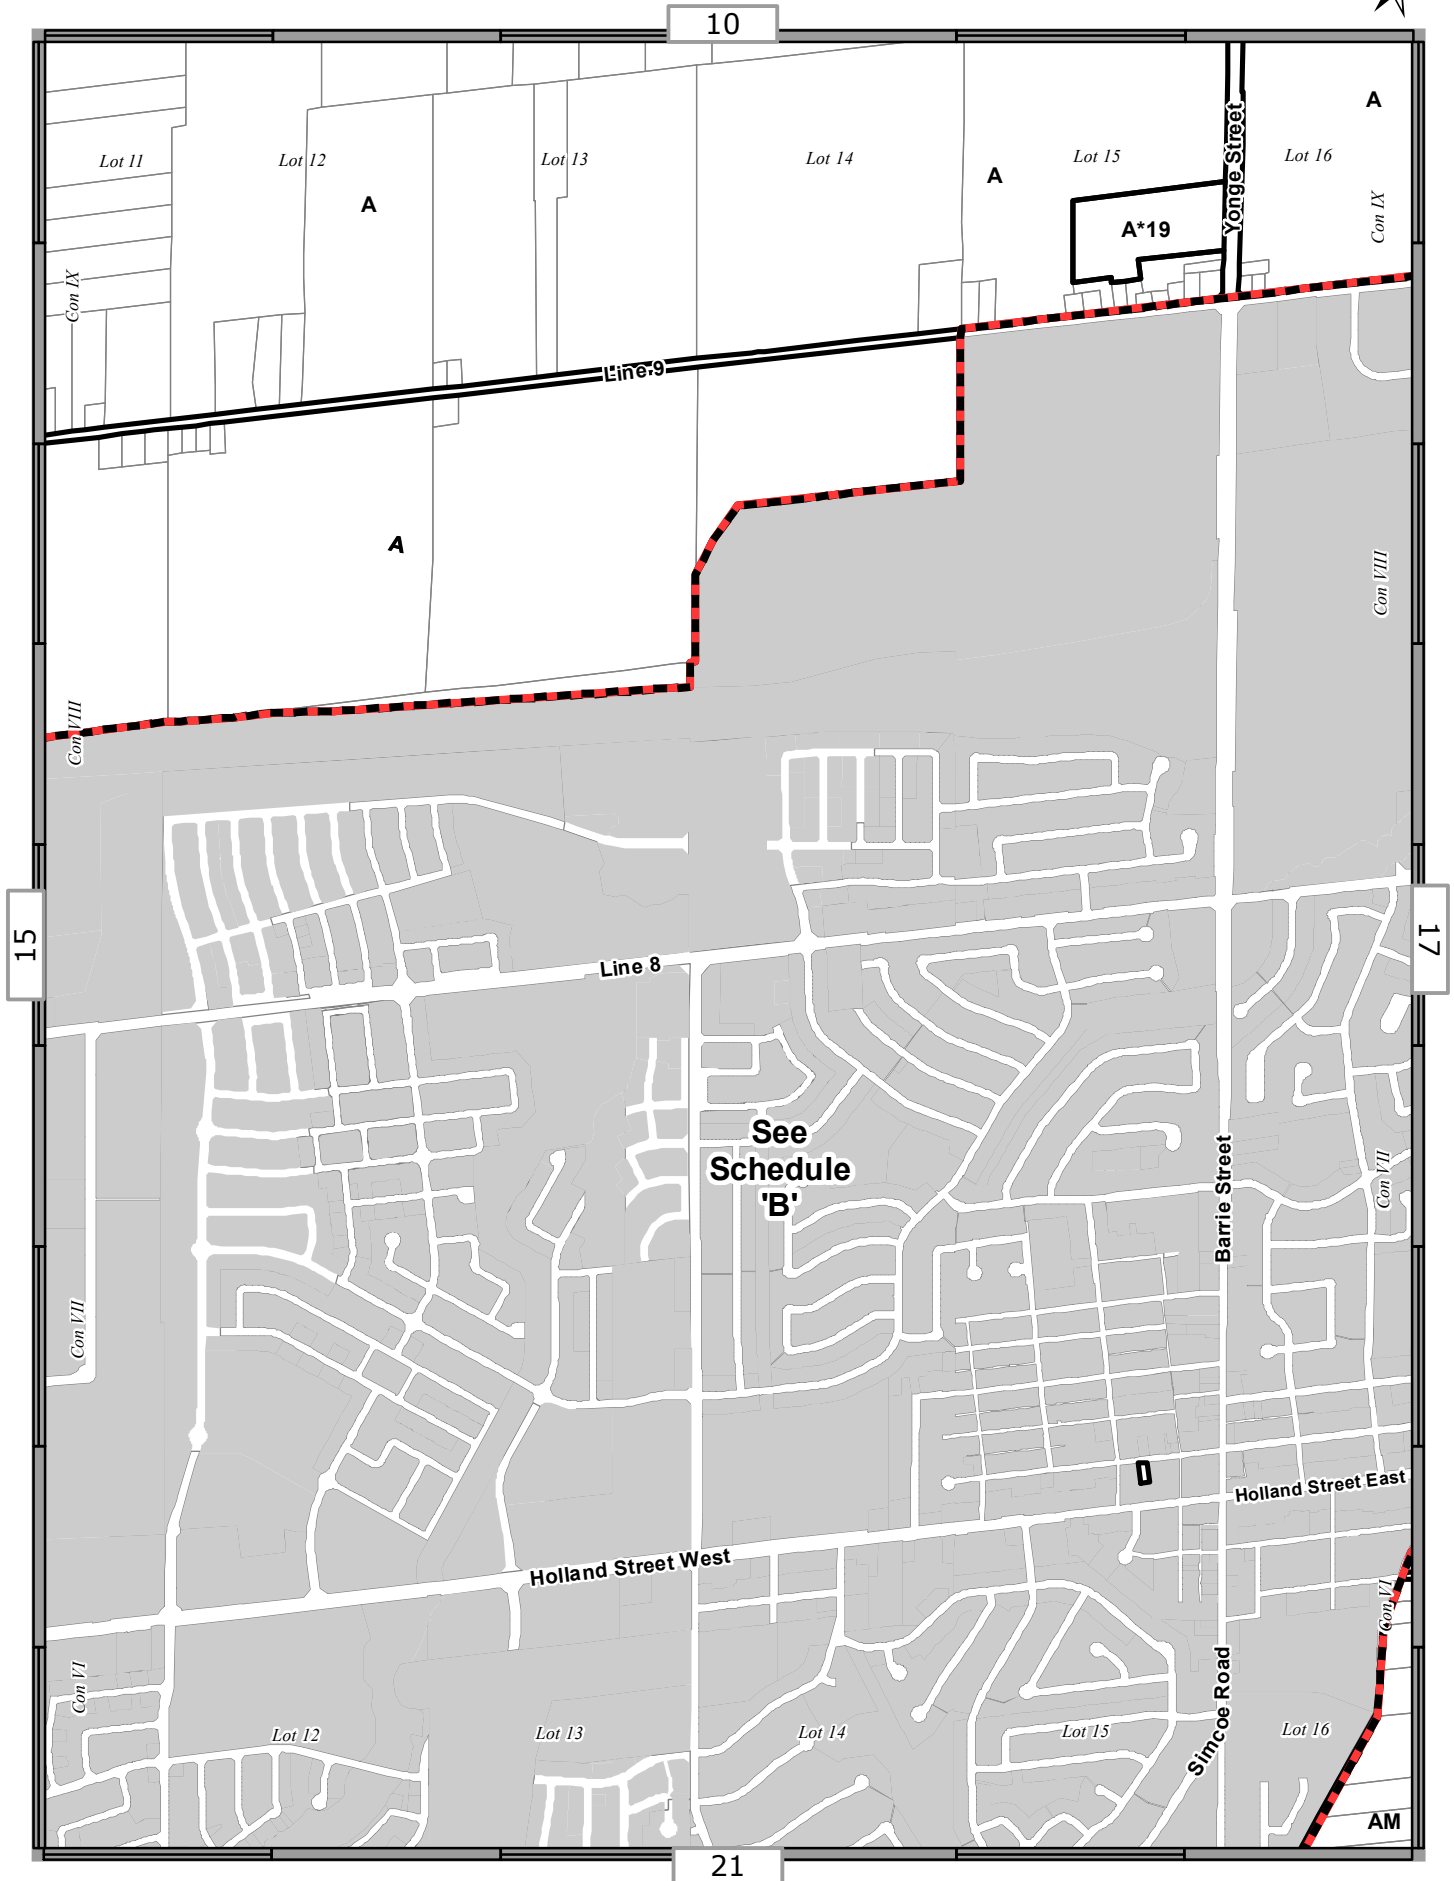 10
A
Lot 11
Lot 12
Lot 13
Lot 14
Lot 15
Lot 16
Yonge Street
A
A
Con IX
A*19
Con IX
Line 9
A
Con VIII
Con VIII
15
17
Line 8
See
Schedule
'B'
Barrie Street
Con VII
Con VII
Holland Street East
Holland Street West
Con VI
Con VI
Simcoe Road
Lot 12
Lot 13
Lot 14
Lot 15
Lot 16
AM
21